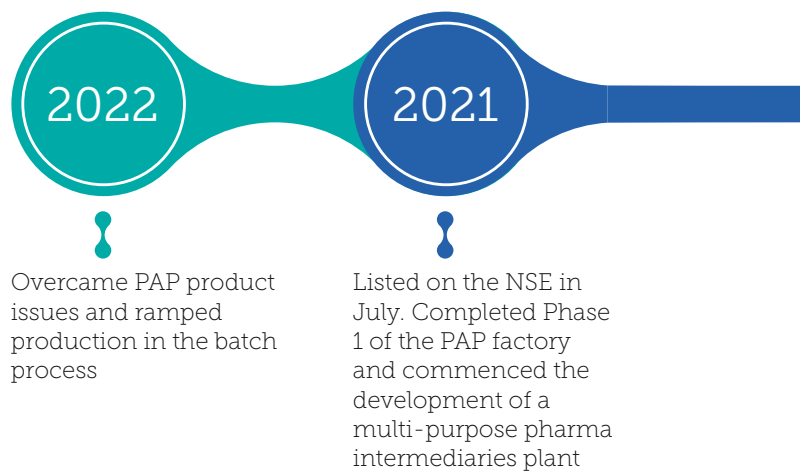 2022
Overcame PAP product
issues and ramped
production in the batch
process
2021
Listed on the NSE in
July. Completed Phase
1 of the PAP factory
and commenced the
development of a
multi-purpose pharma
intermediaries plant